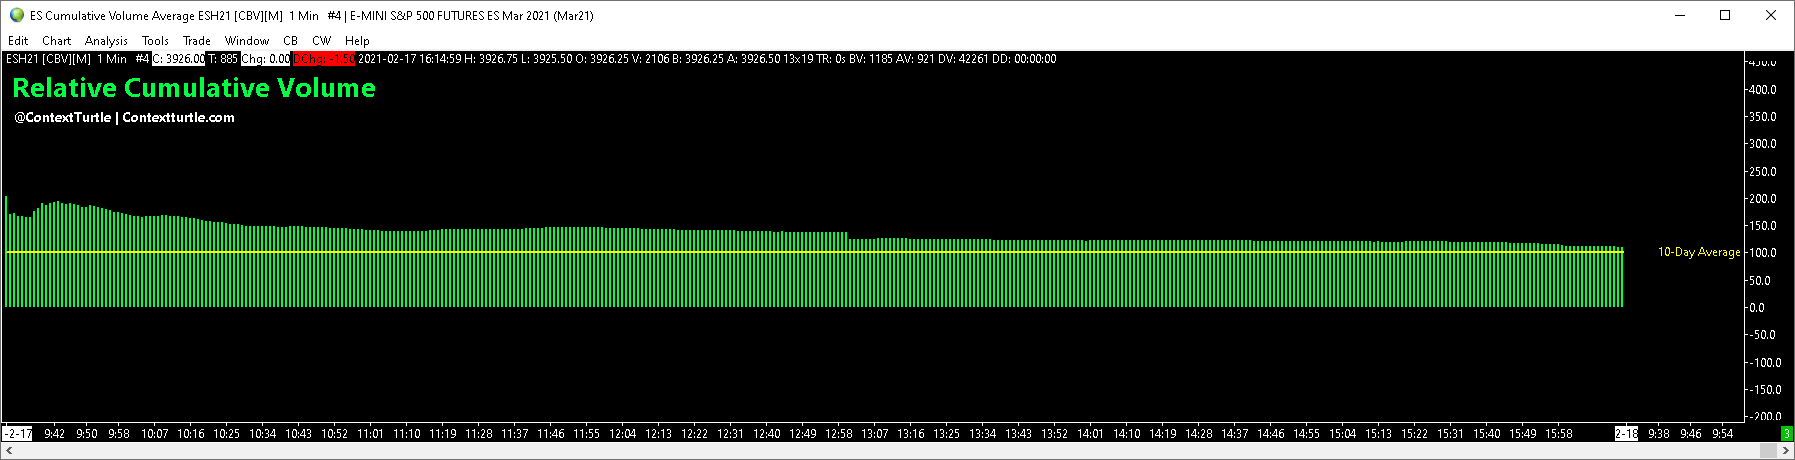 ES Cumulative Volume Average ESH21 [CBV][M]  1 Min   #4 | E-MINI S&P 500 FUTURES ES Mar 2021 (Mar21)
Edit Chart Analysis Tools Trade Window CB CW Help
ESH21 [CBV][M]  1 Min   #4 C: 3926.00 T: 885 Chg: 0.00 DChg: -1.50 2021-02-17 16:14:59 H: 3926.75 L: 3925.50 O: 3926.25 V: 2106 B: 3926.25 A: 3926.50 13x19 TR: 0s BV: 1185 AV: 921 DV: 42261 DD: 00:00:00
Relative Cumulative Volume
@ContextTurtle | Contextturtle.com
450.0
400.0
350.0
300.0
250.0
200.0
150.0
10-Day Average
100.0
50.0
0.0
-50.0
-100.0
-150.0
-200.0
-2-17 9:42 9:50 9:58 10:07 10:16 10:25 10:34 10:43 10:52 11:01 11:10 11:19 11:28 11:37 11:46 11:55 12:04 12:13 12:22 12:31 12:40 12:49 12:58 13:07 13:16 13:25 13:34 13:43 13:52 14:01 14:10 14:19 14:28 14:37 14:46 14:55 15:04 15:13 15:22 15:31 15:40 15:49 15:58 2-18 9:38 9:46 9:54 3